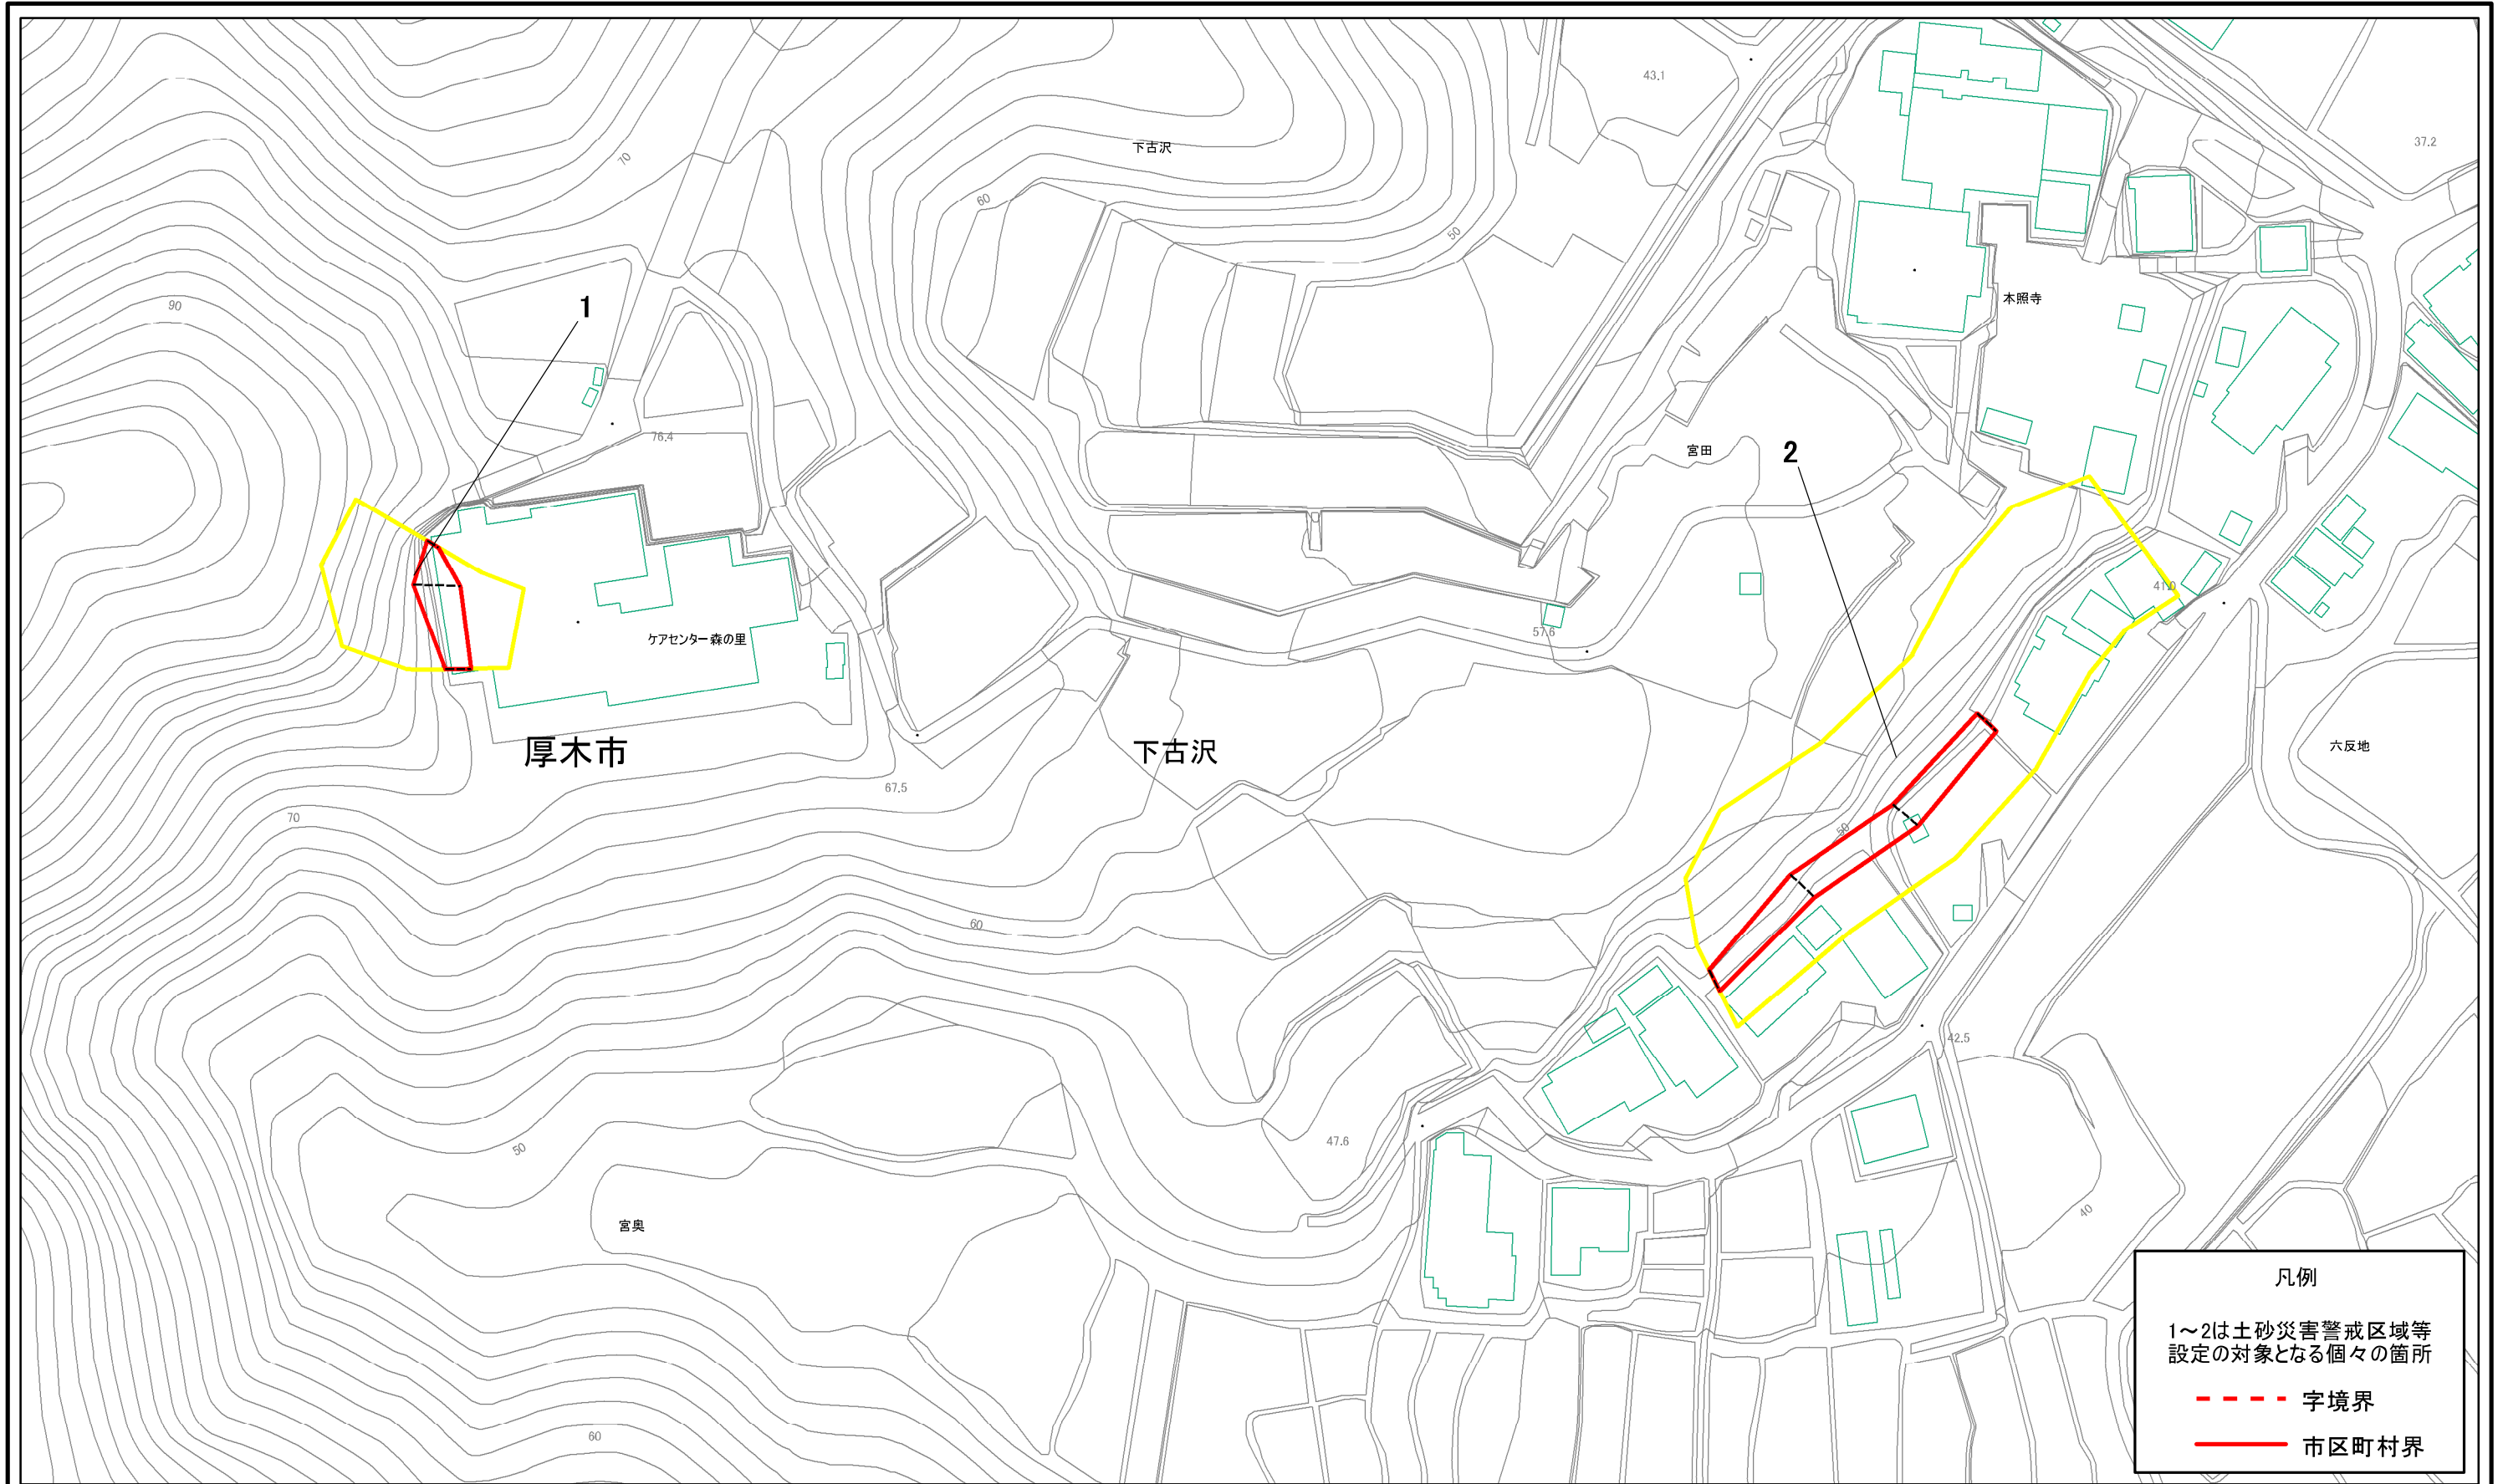 43.1
37.2
下古沢
70
60
50
本照寺
90
1
76.4
宮田
2
41.0
57.6
ケアセンター森の里
厚木市
下古沢
六反地
67.5
70
50
60
42.5
50
47.6
宮奥
40
60
凡例
1～2は土砂災害警戒区域等
設定の対象となる個々の箇所
字境界
市区町村界